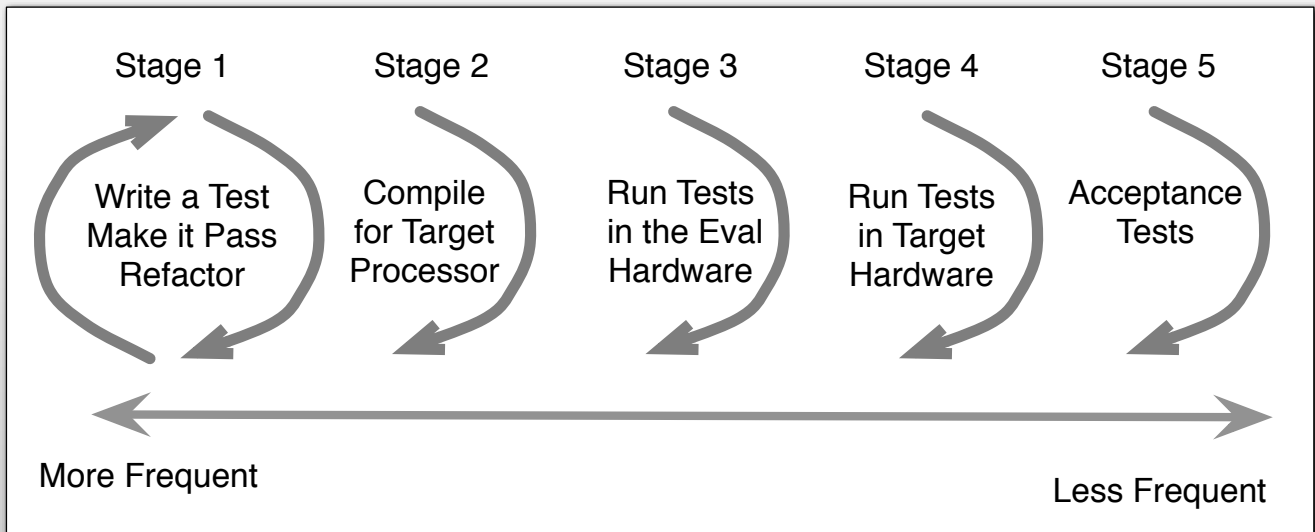 Stage 1
Stage 2
Stage 3
Stage 4
Stage 5
Write a Test
Make it Pass
Refactor
Compile
for Target
Processor
Run Tests
in the Eval
Hardware
Run Tests
in Target
Hardware
Acceptance
Tests
More Frequent
Less Frequent